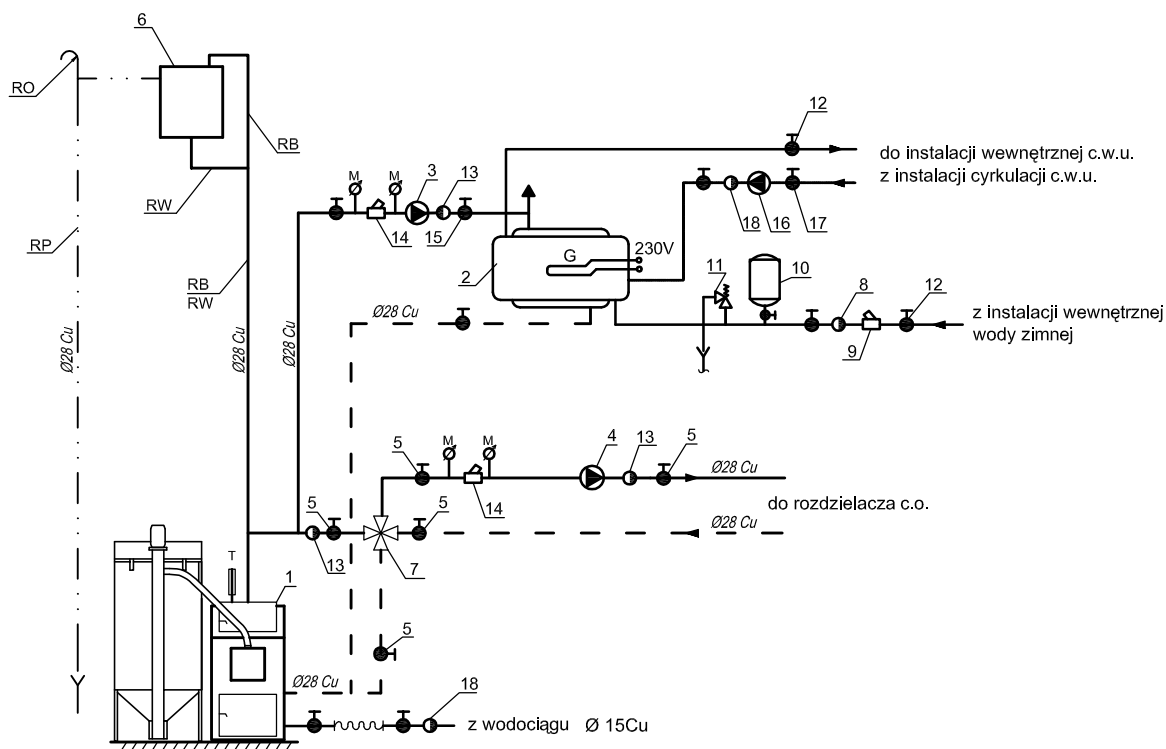 6
RO
RB
RW
RP
RB
RW
Ø28 Cu
Ø28 Cu
Ø28 Cu
M
M
3
13
14
15
12
do instalacji wewnętrznej c.w.u.
z instalacji cyrkulacji c.w.u.
18
16
17
2
G
230V
11
10
8
12
9
z instalacji wewnętrznej
wody zimnej
Ø28 Cu
5
M
M
4
13
5
Ø28 Cu
14
do rozdzielacza c.o.
5
5
Ø28 Cu
13
7
T
1
5
Ø28 Cu
18
z wodociągu Ø 15Cu